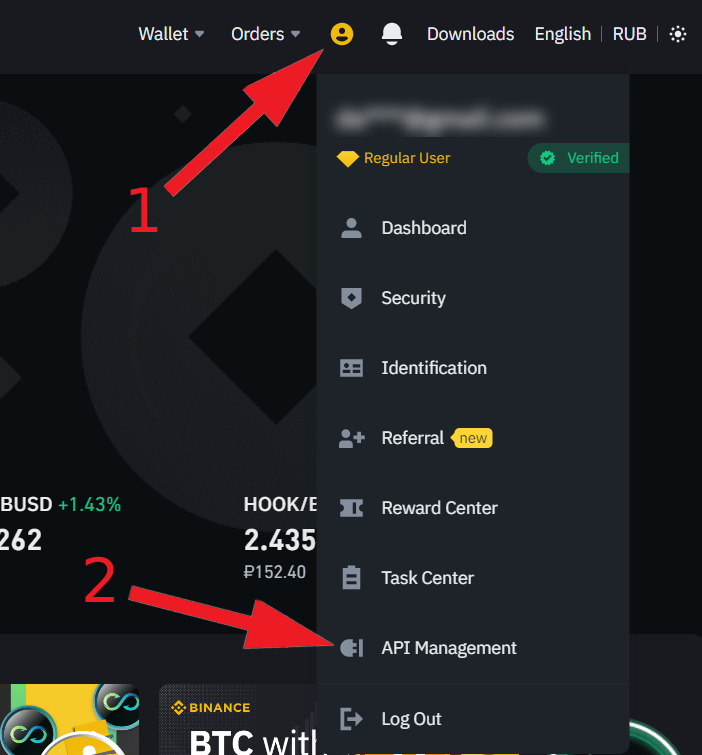 Wallet Orders Downloads English RUB
1
Regular User Verified
Dashboard
Security
Identification
Referral new
Reward Center
BUSD +1.43% HOOK/
262 2.435
₽152.40
Task Center
2
API Management
Log Out
BINANCE
BTC with